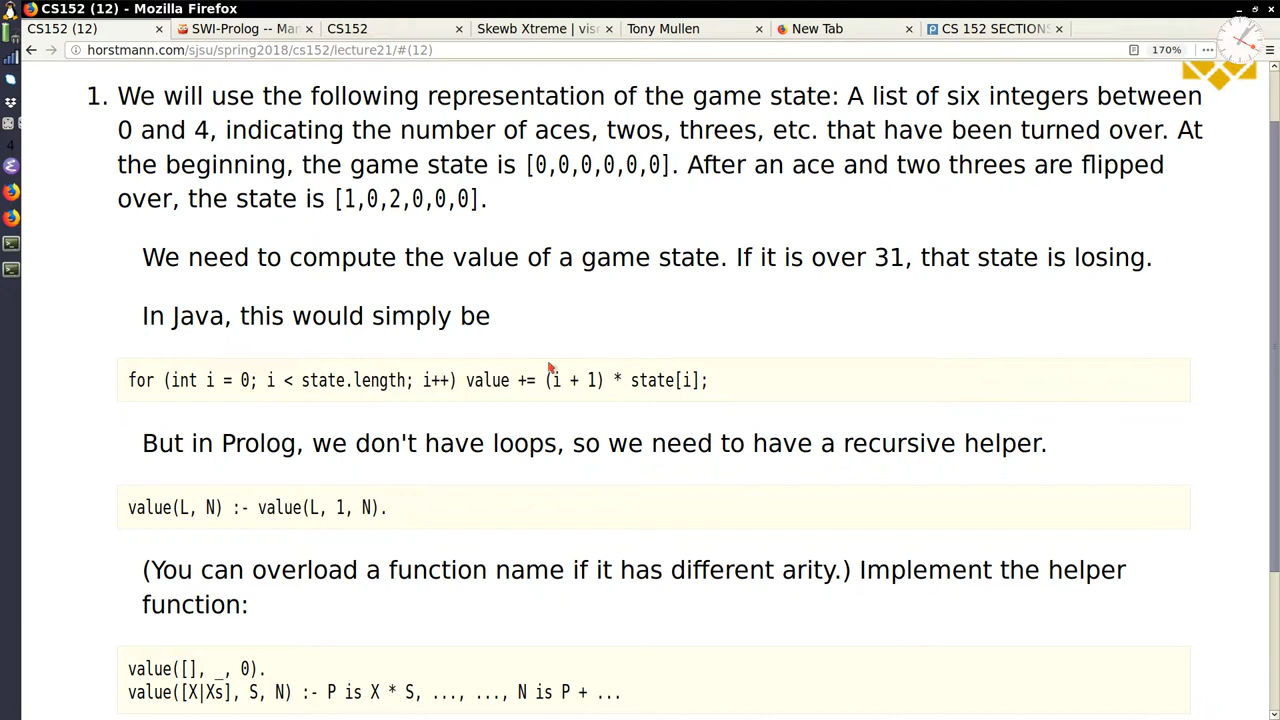 CS152 (12) - Mozilla Firefox
CS152 (12) × SWI-Prolog -- Mar × CS152 × Skewb Xtreme | visr × Tony Mullen × New Tab × CS 152 SECTIONS ×
horstmann.com/sjsu/spring2018/cs152/lecture21/#(12) 170%
1. We will use the following representation of the game state: A list of six integers between
0 and 4, indicating the number of aces, twos, threes, etc. that have been turned over. At
the beginning, the game state is [0,0,0,0,0,0]. After an ace and two threes are flipped
over, the state is [1,0,2,0,0,0].
We need to compute the value of a game state. If it is over 31, that state is losing.
In Java, this would simply be
for (int i = 0; i < state.length; i++) value += (i + 1) * state[i];
But in Prolog, we don't have loops, so we need to have a recursive helper.
value(L, N) :- value(L, 1, N).
(You can overload a function name if it has different arity.) Implement the helper
function:
value([], _, 0).
value([X|Xs], S, N) :- P is X * S, ..., ..., N is P + ...